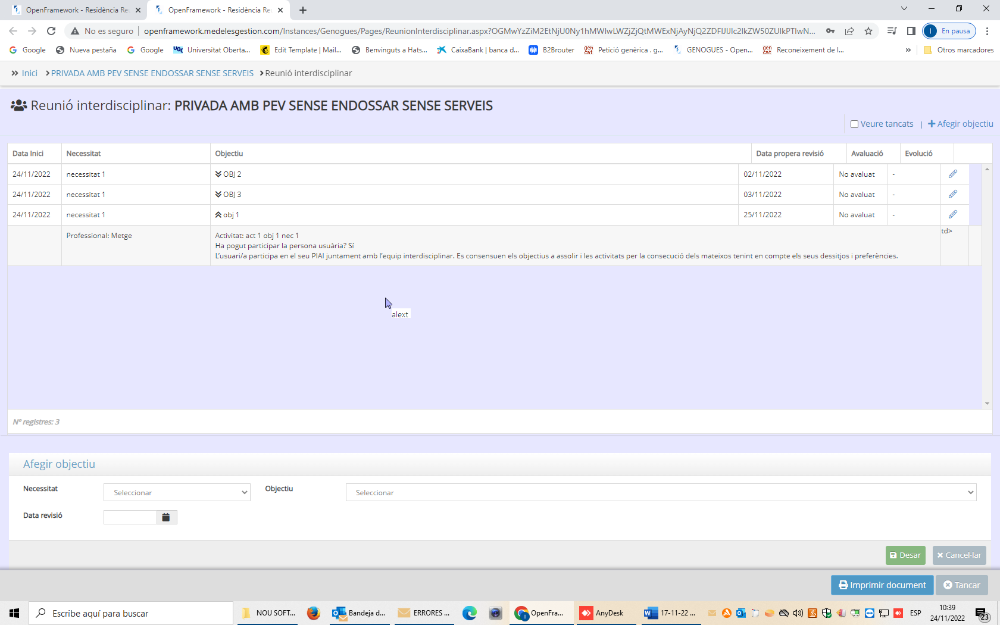 OpenFramework - Residència Re
OpenFramework - Residència Re
No es seguro
openframework.medelesgestion.com/Instances/Genogues/Pages/ReunionInterdisciplinar.aspx?OGMwYzZiM2EtNjU0Ny1hMWIwLWZjZjQtMWExNjAyNjQ2ZDFlJlJlc2lkZW50ZUlkPTIwN...
En pausa
Google
Nueva pestaña
Google
UOC Universitat Oberta...
Edit Template | Mail...
Benvinguts a Hats...
CaixaBank | banca d...
B2Brouter
gencat Petició genèrica . g...
GENOGUES - Open...
gencat Reconeixement de l...
»
Otros marcadores
Inici
PRIVADA AMB PEV SENSE ENDOSSAR SENSE SERVEIS
Reunió interdisciplinar
Reunió interdisciplinar: PRIVADA AMB PEV SENSE ENDOSSAR SENSE SERVEIS
Veure tancats | + Afegir objectiu
Data Inici Necessitat Objectiu Data propera revisió Avaluació Evolució
24/11/2022 necessitat 1 OBJ 2 02/11/2022 No avaluat -
24/11/2022 necessitat 1 OBJ 3 03/11/2022 No avaluat -
24/11/2022 necessitat 1 obj 1 25/11/2022 No avaluat -
Professional: Metge
Activitat: act 1 obj 1 nec 1
Ha pogut participar la persona usuària? Sí
L'usuari/a participa en el seu PIAI juntament amb l'equip interdisciplinar. Es consensuen els objectius a assolir i les activitats per la consecució dels mateixos tenint en compte els seus dessitjos i preferències.
td>
alext
Nº registres: 3
Afegir objectiu
Necessitat Seleccionar Objectiu Seleccionar
Data revisió
Desar Cancel·lar
Imprimir document Tancar
Escribe aquí para buscar
NOU SOFT...
Bandeja d...
ERRORES ...
OpenFra...
AnyDesk
17-11-22 ...
ESP
10:39
24/11/2022
23